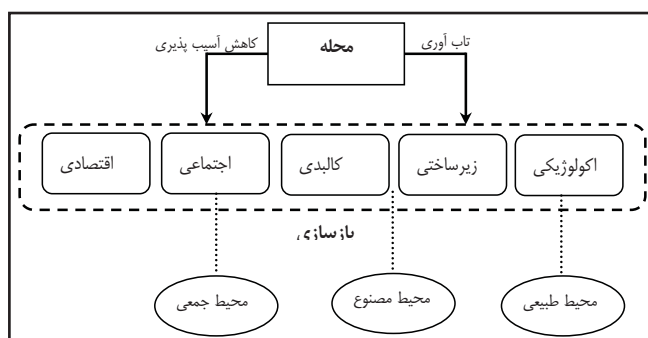 محله
تاب آوری
کاهش آسیب پذیری
اکولوژیکی
زیرساختی
کالبدی
اجتماعی
اقتصادی
بازسازی
محیط طبیعی
محیط مصنوع
محیط جمعی